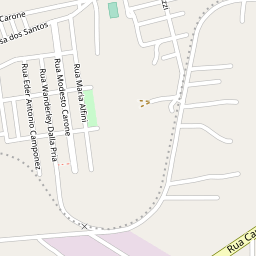 Carone
sa dos Santos
Rua Maria Alfini
Rua Modesto Carone
Rua Wanderley Dalla Pria
Rua Eder Antonio Camponez
Rua Ca